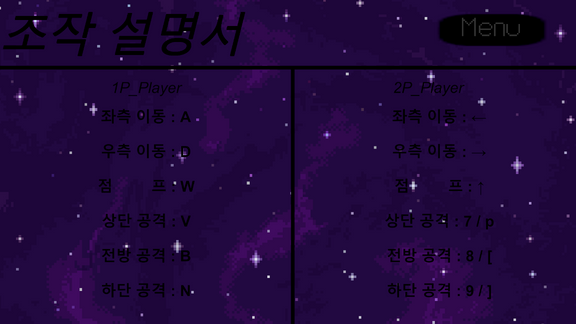 조작 설명서
Menu
1P_Player
좌측 이동 : A
우측 이동 : D
점 프 : W
상단 공격 : V
전방 공격 : B
하단 공격 : N
2P_Player
좌측 이동 : ←
우측 이동 : →
점 프 : ↑
상단 공격 : 7 / p
전방 공격 : 8 / [
하단 공격 : 9 / ]